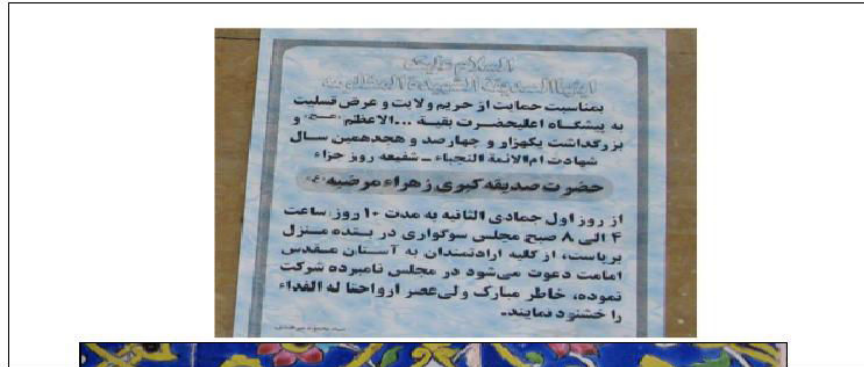 السلام علیک
ایتها الصدیقة الشهیدة المظلومه
بمناسبت حمایت از حریم ولایت و عرض تسلیت
به پیشگاه اعلیحضرت بقیة ...الاعظم (عج) و
بزرگداشت یکهزار و چهارصد و هجدهمین سال
شهادت ام‌الائمة النجباء ـ شفیعه روز جزاء
حضرت صدیقه کبری زهراء مرضیه (ع)
از روز اول جمادی الثانیه به مدت ۱۰ روز، ساعت
۴ الی ۸ صبح مجلس سوگواری در بنده منزل
برپاست، از کلیه ارادتمندان به آستان مقدس
امامت دعوت می‌شود در مجلس نامبرده شرکت
نموده، خاطر مبارک ولی‌عصر ارواحنا له الفداء
را خشنود نمایند.